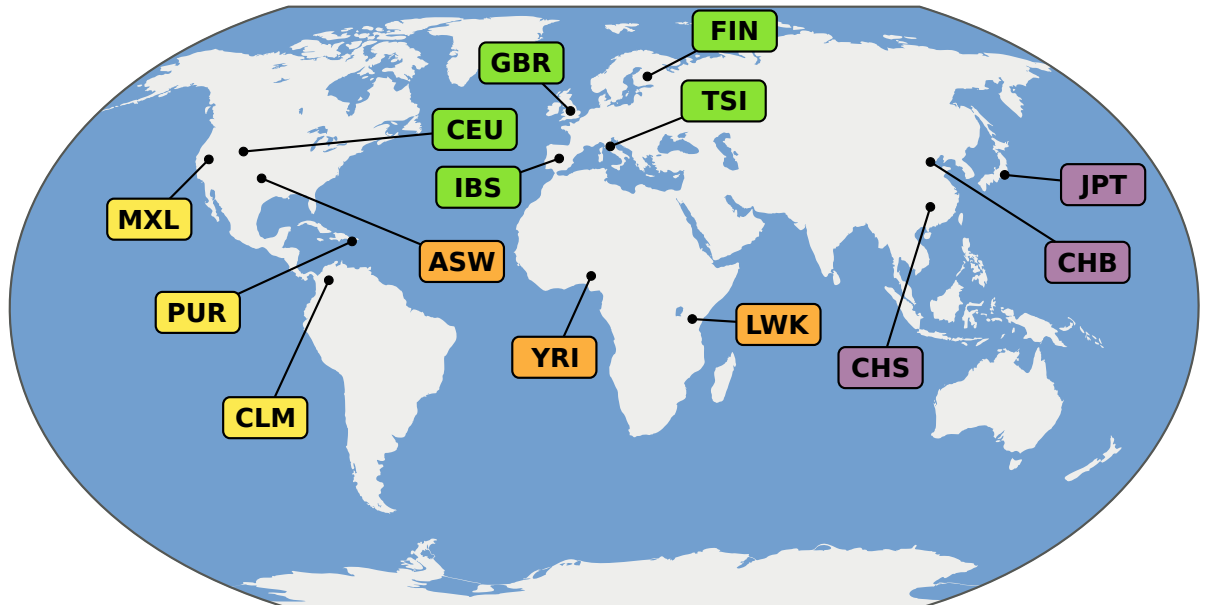 FIN
GBR
TSI
CEU
IBS
JPT
MXL
ASW
CHB
PUR
LWK
YRI
CHS
CLM